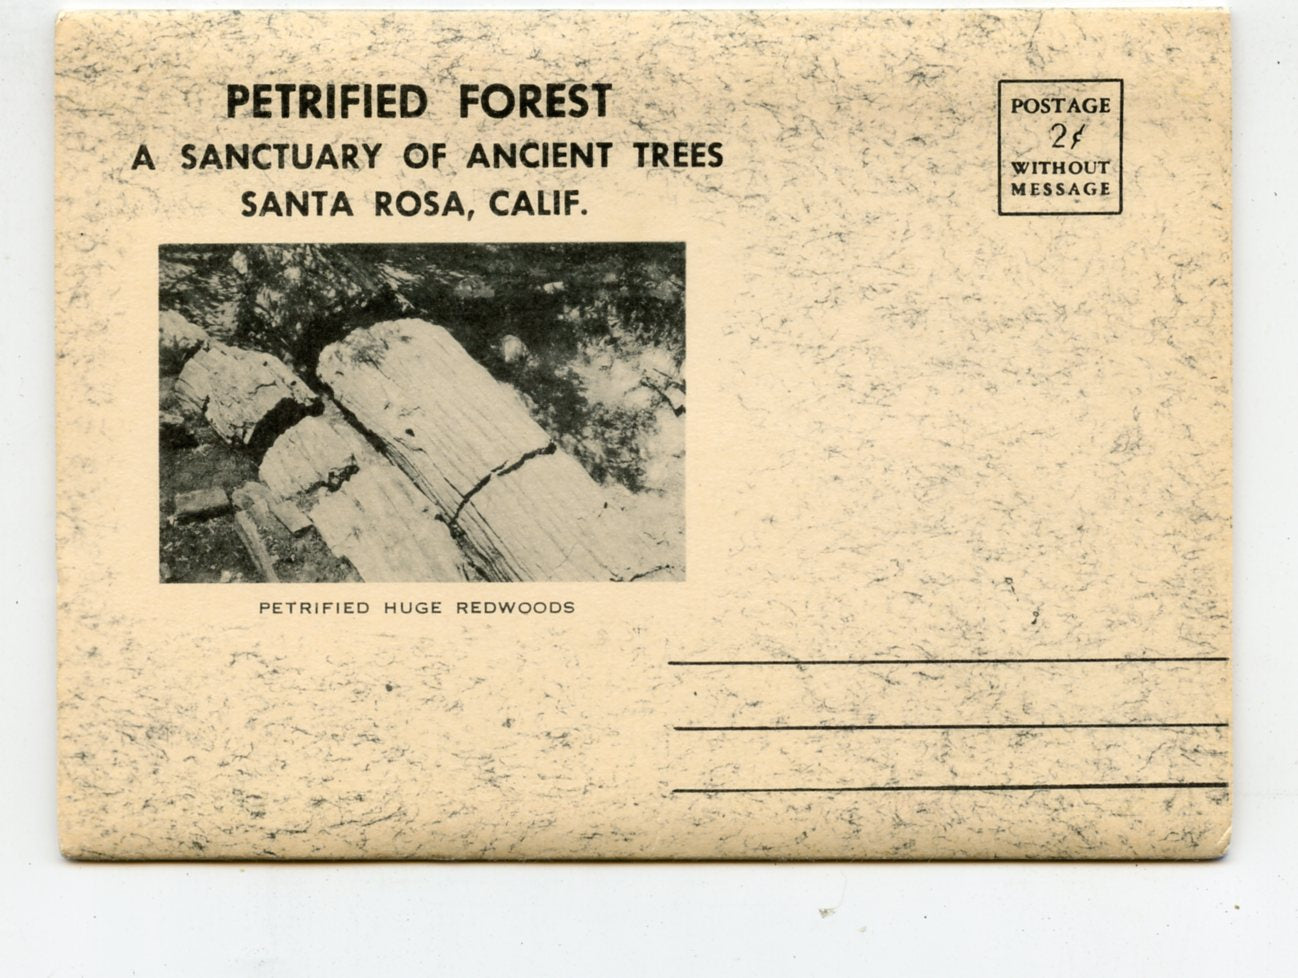 PETRIFIED FOREST
A SANCTUARY OF ANCIENT TREES
SANTA ROSA, CALIF.
POSTAGE
2¢
WITHOUT
MESSAGE
PETRIFIED HUGE REDWOODS